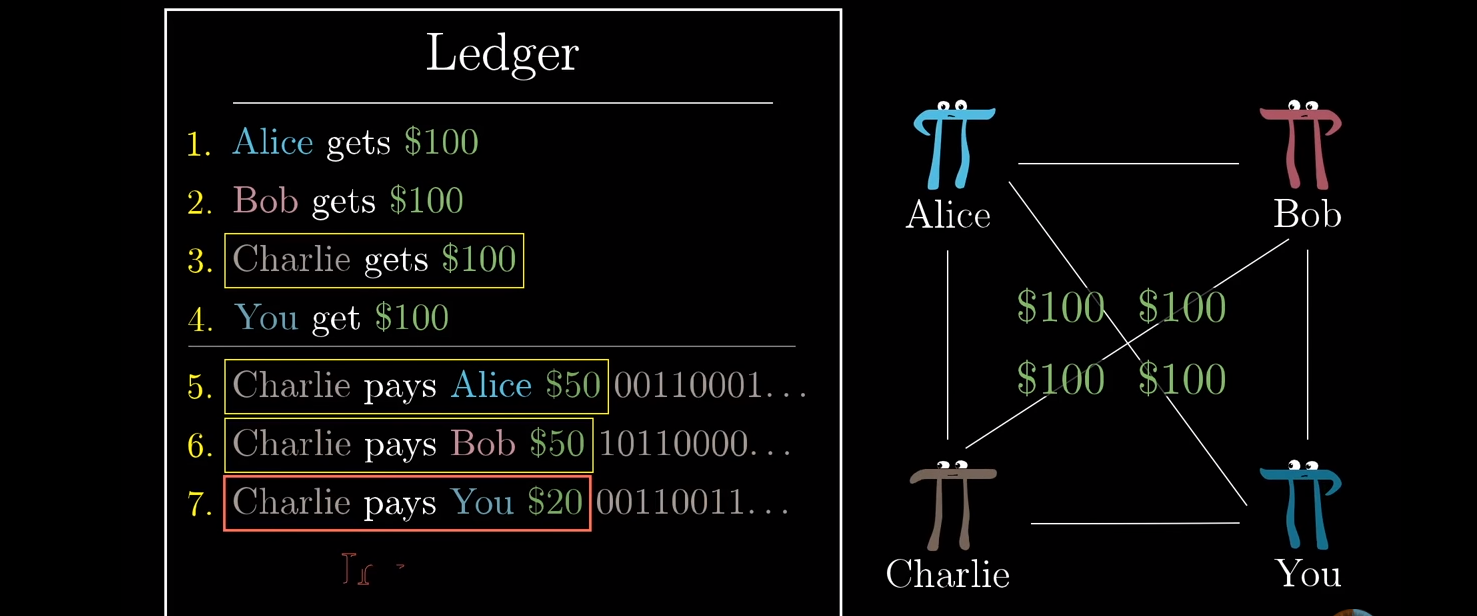 Ledger
1. Alice gets $100
2. Bob gets $100
3. Charlie gets $100
4. You get $100
5. Charlie pays Alice $50 00110001...
6. Charlie pays Bob $50 10110000...
7. Charlie pays You $20 00110011...
Alice
Bob
$100 $100
$100 $100
Charlie
You